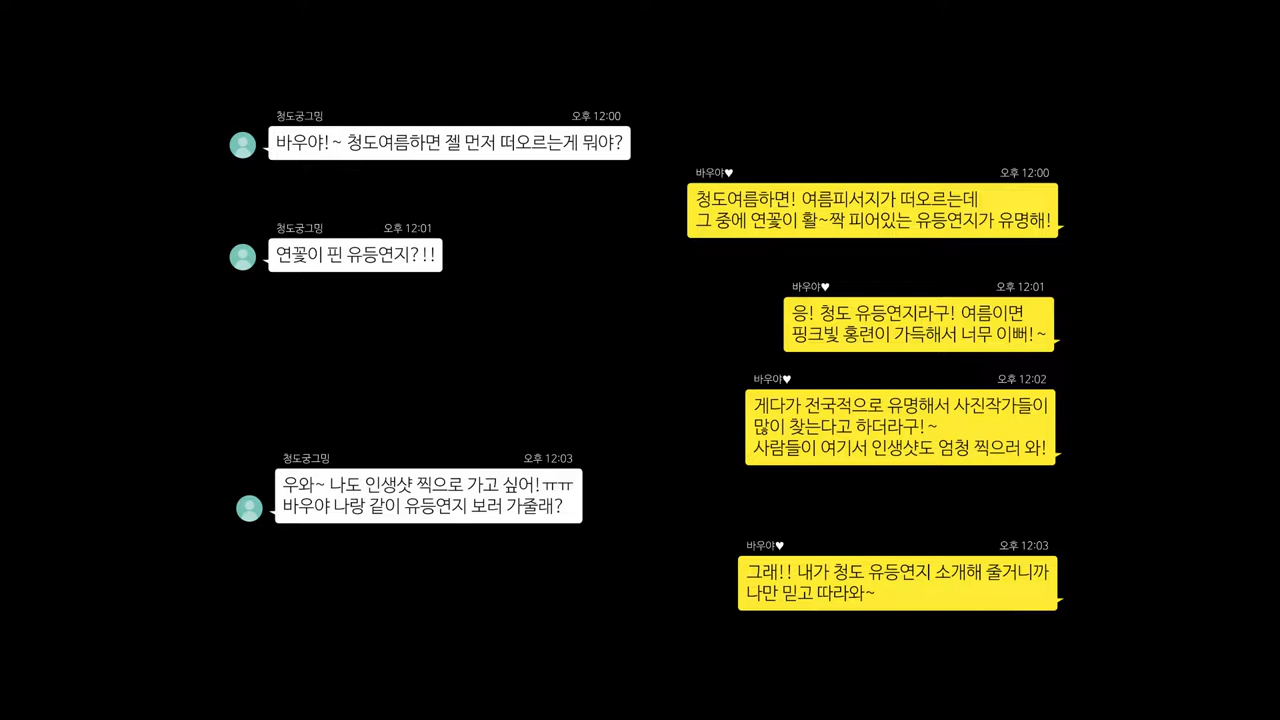 청도궁그밍 오후 12:00
바우야!~ 청도여름하면 젤 먼저 떠오르는게 뭐야?
바우야♥ 오후 12:00
청도여름하면! 여름피서지가 떠오르는데
그 중에 연꽃이 활~짝 피어있는 유등연지가 유명해!
청도궁그밍 오후 12:01
연꽃이 핀 유등연지?!!
바우야♥ 오후 12:01
응! 청도 유등연지라구! 여름이면
핑크빛 홍련이 가득해서 너무 이뻐!~
바우야♥ 오후 12:02
게다가 전국적으로 유명해서 사진작가들이
많이 찾는다고 하더라구!~
사람들이 여기서 인생샷도 엄청 찍으러 와!
청도궁그밍 오후 12:03
우와~ 나도 인생샷 찍으로 가고 싶어!ㅠㅠ
바우야 나랑 같이 유등연지 보러 가줄래?
바우야♥ 오후 12:03
그래!! 내가 청도 유등연지 소개해 줄거니까
나만 믿고 따라와~